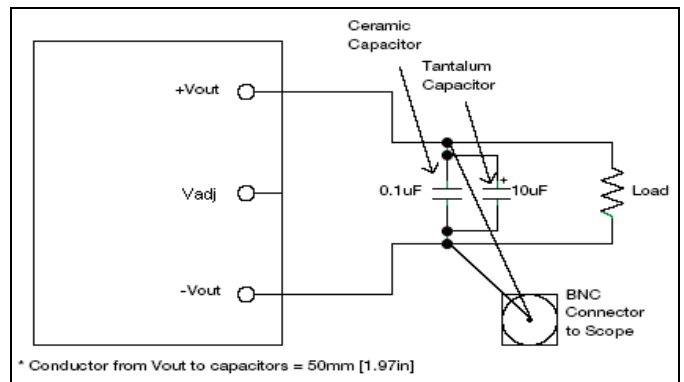 Ceramic
Capacitor
Tantalum
Capacitor
+Vout
Vadj
0.1uF
+
10uF
Load
-Vout
BNC
Connector
to Scope
* Conductor from Vout to capacitors = 50mm [1.97in]